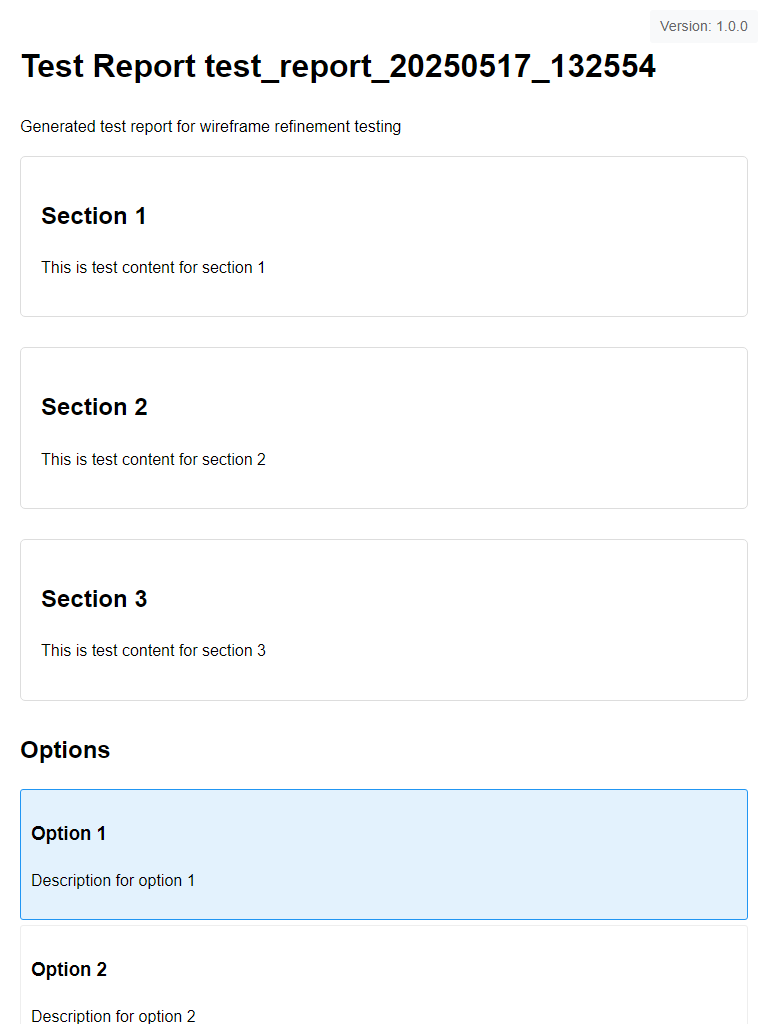 Version: 1.0.0
Test Report test_report_20250517_132554
Generated test report for wireframe refinement testing
Section 1
This is test content for section 1
Section 2
This is test content for section 2
Section 3
This is test content for section 3
Options
Option 1
Description for option 1
Option 2
Description for option 2